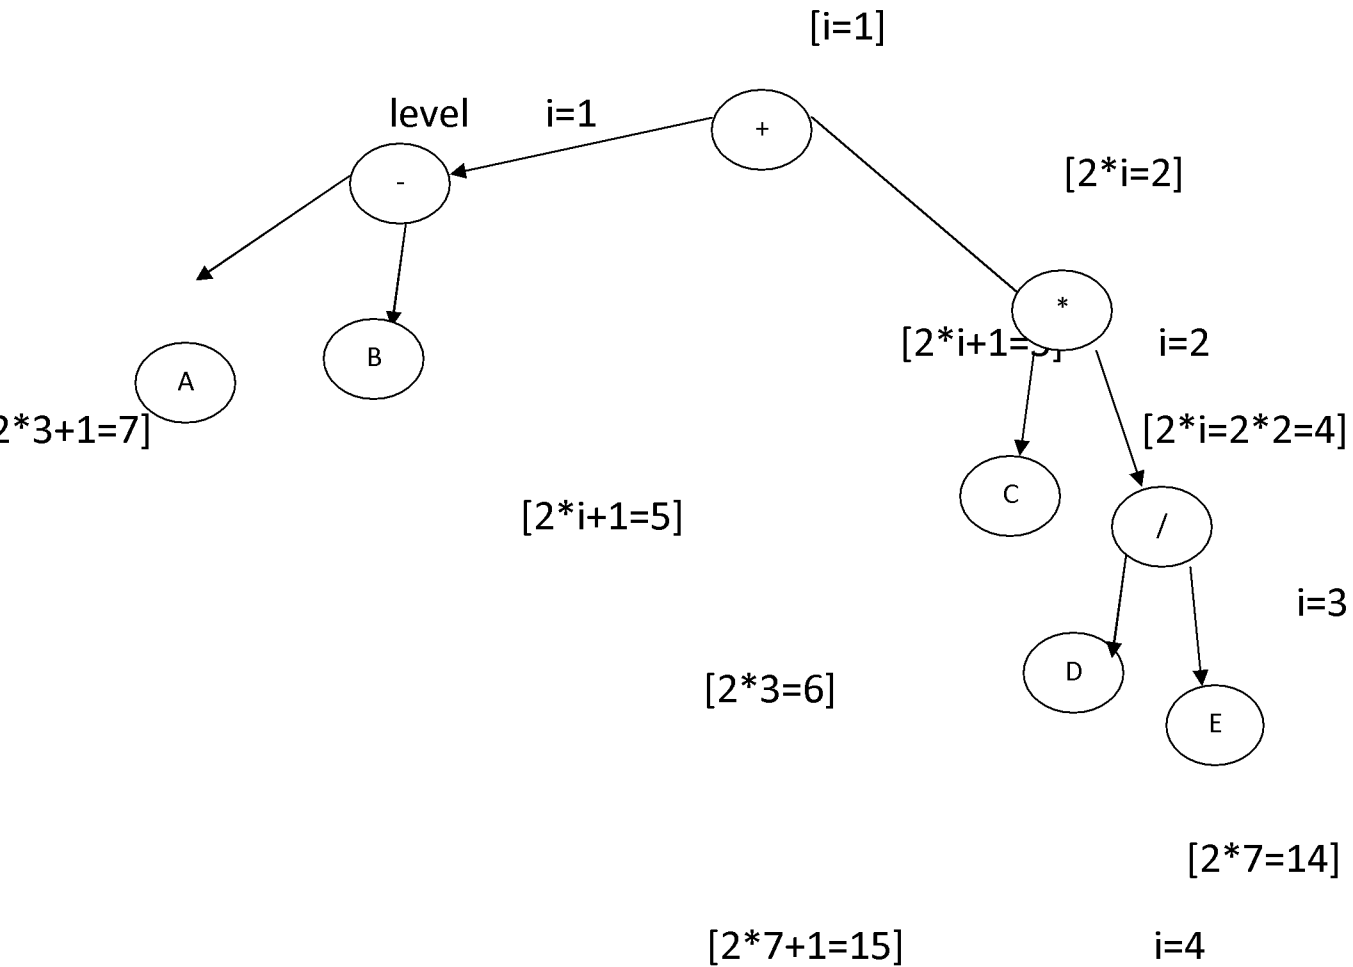 [i=1]
level i=1
+
[2*i=2]
-
*
[2*i+1=3]
i=2
B
A
2*3+1=7]
[2*i=2*2=4]
C
[2*i+1=5]
/
i=3
D
[2*3=6]
E
[2*7=14]
[2*7+1=15]
i=4